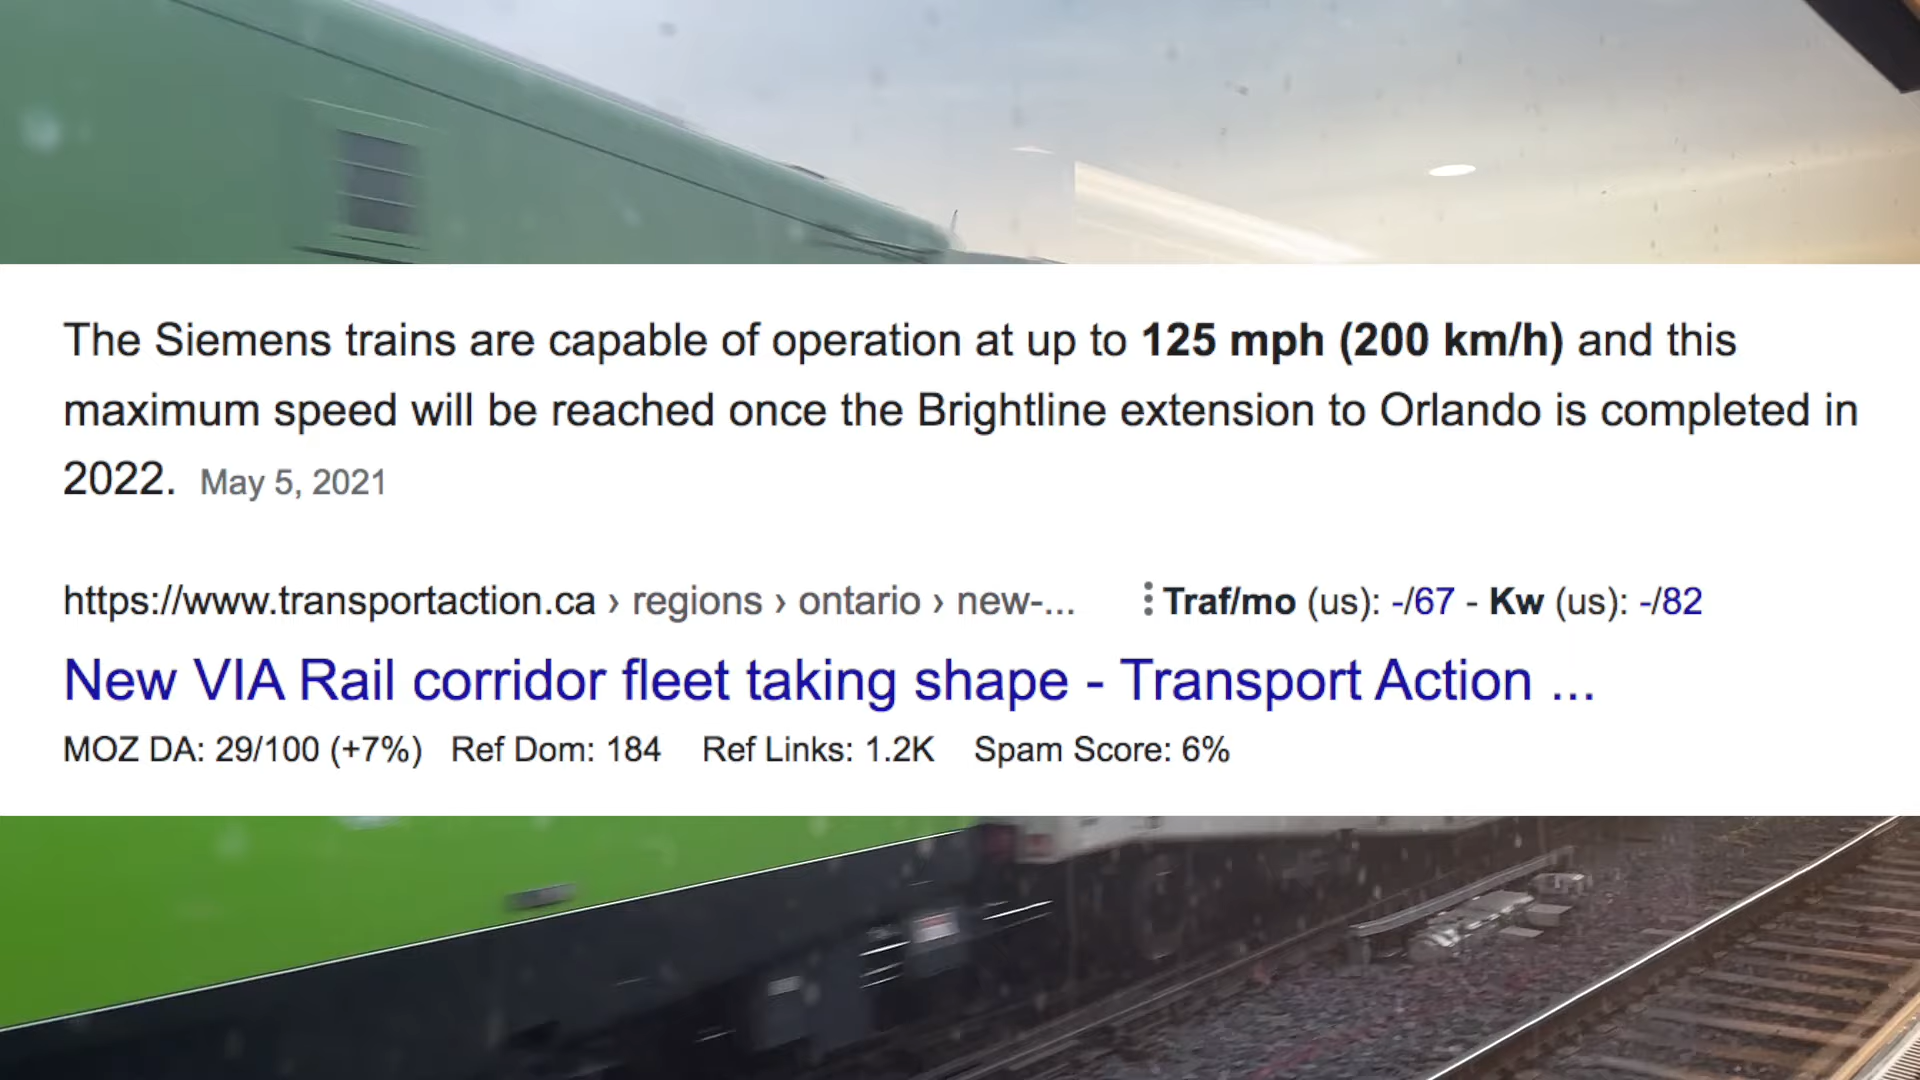 The Siemens trains are capable of operation at up to 125 mph (200 km/h) and this
maximum speed will be reached once the Brightline extension to Orlando is completed in
2022. May 5, 2021
https://www.transportaction.ca › regions › ontario › new-... ⋮ Traf/mo (us): -/67 - Kw (us): -/82
New VIA Rail corridor fleet taking shape - Transport Action ...
MOZ DA: 29/100 (+7%) Ref Dom: 184 Ref Links: 1.2K Spam Score: 6%